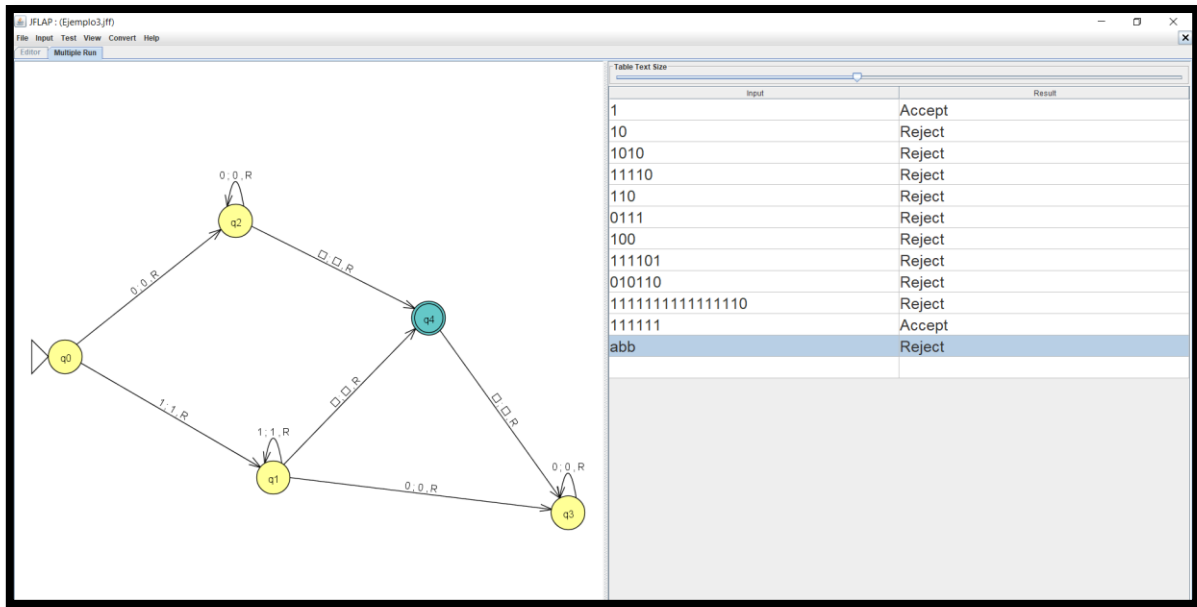 JFLAP : (Ejemplo3.jff)
File Input Test View Convert Help
Editor Multiple Run
Table Text Size
Input Result
1 Accept
10 Reject
1010 Reject
11110 Reject
110 Reject
0111 Reject
100 Reject
111101 Reject
010110 Reject
1111111111111110 Reject
111111 Accept
abb Reject
0 ; 0 , R
q2
□ ; □ , R
0 ; 0 , R
q4
q0
□ ; □ , R
□ ; □ , R
1 ; 1 , R
1 ; 1 , R
q1
0 ; 0 , R
0 ; 0 , R
q3